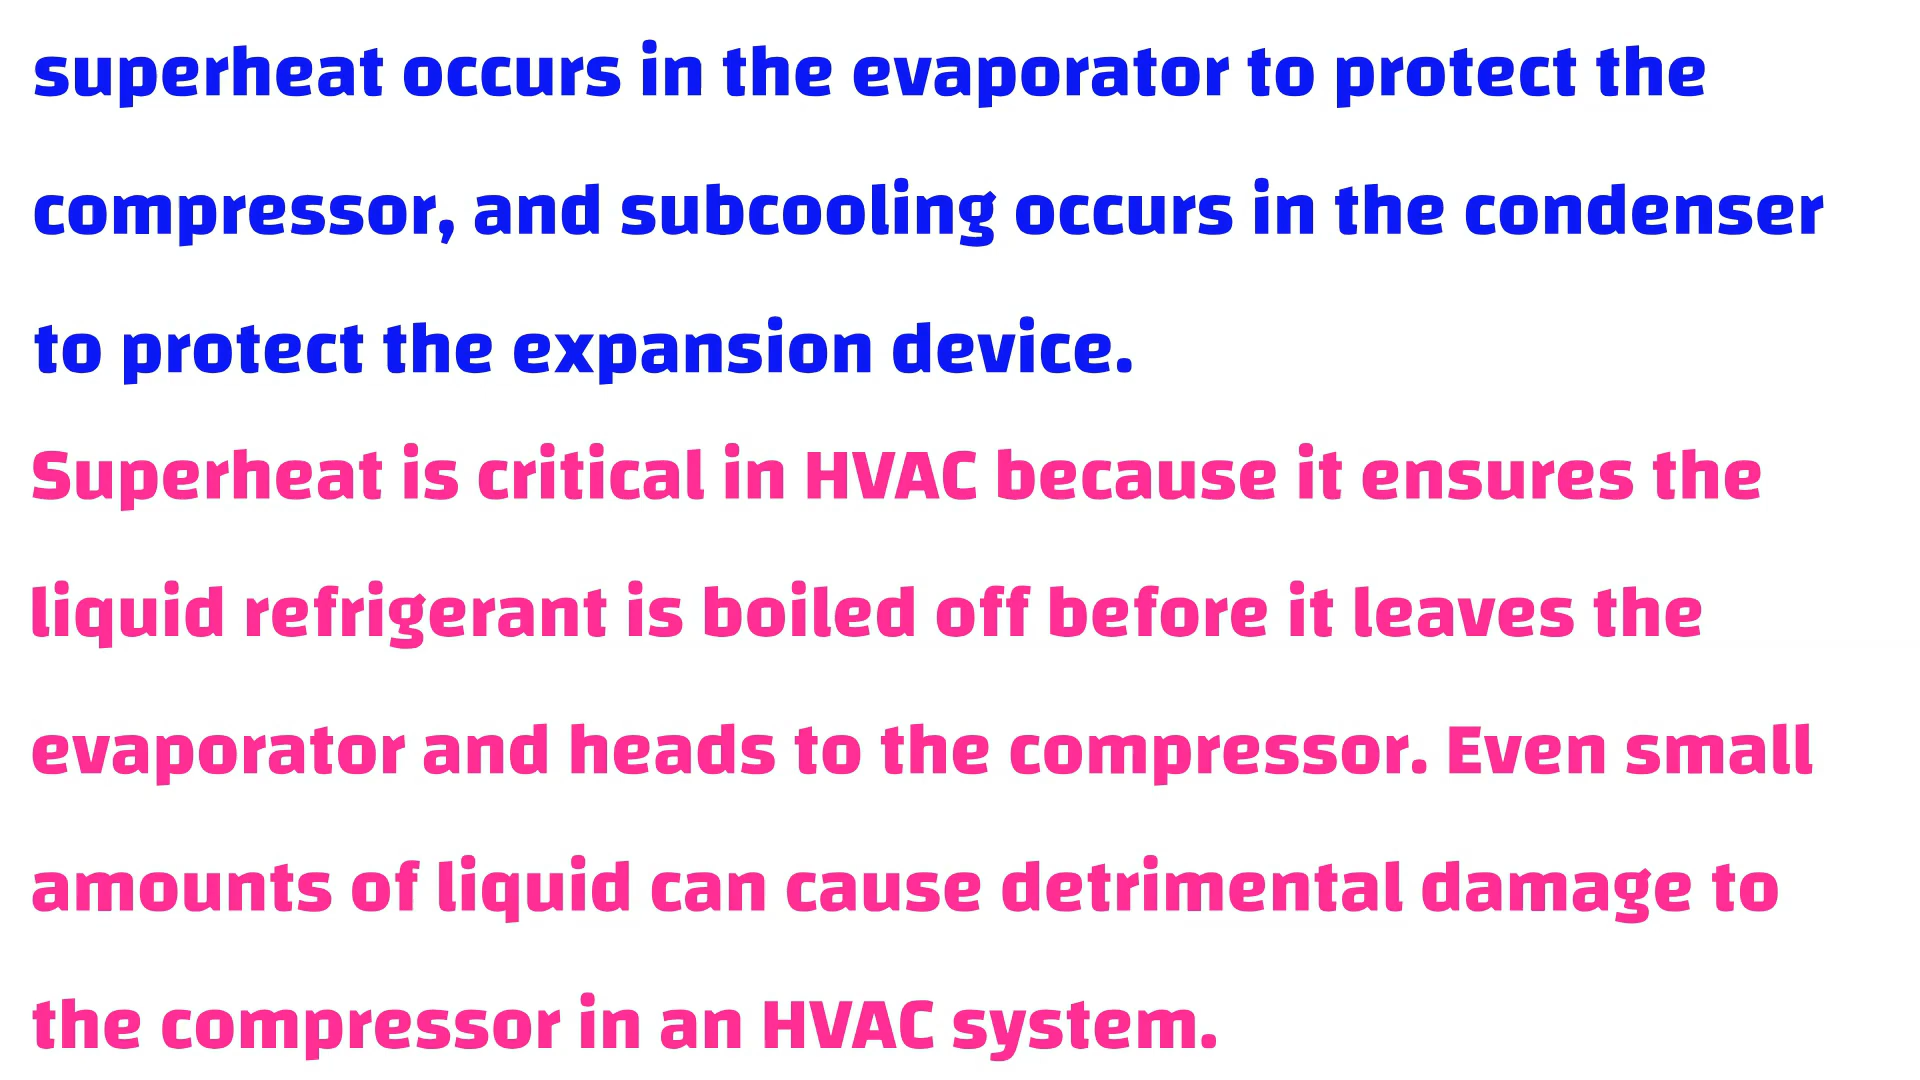 superheat occurs in the evaporator to protect the
compressor, and subcooling occurs in the condenser
to protect the expansion device.
Superheat is critical in HVAC because it ensures the
liquid refrigerant is boiled off before it leaves the
evaporator and heads to the compressor. Even small
amounts of liquid can cause detrimental damage to
the compressor in an HVAC system.